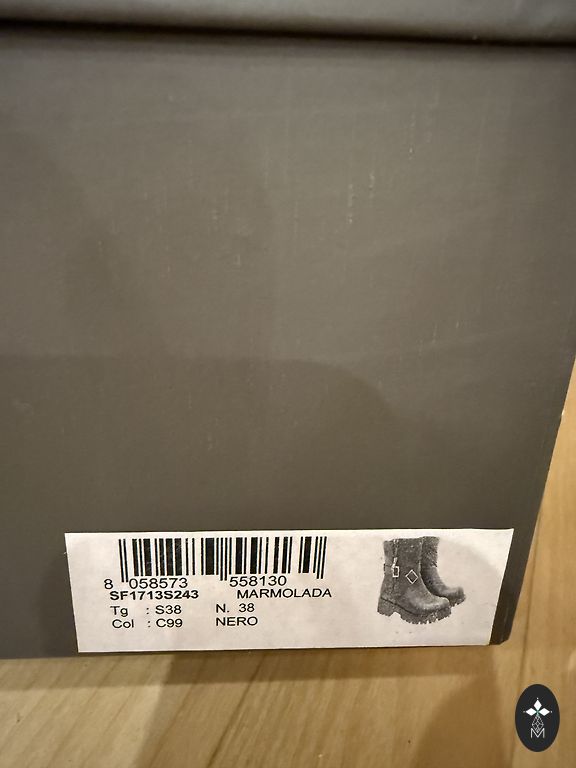 8 058573 558130
SF1713S243 MARMOLADA
Tg : S38 N. 38
Col : C99 NERO
M